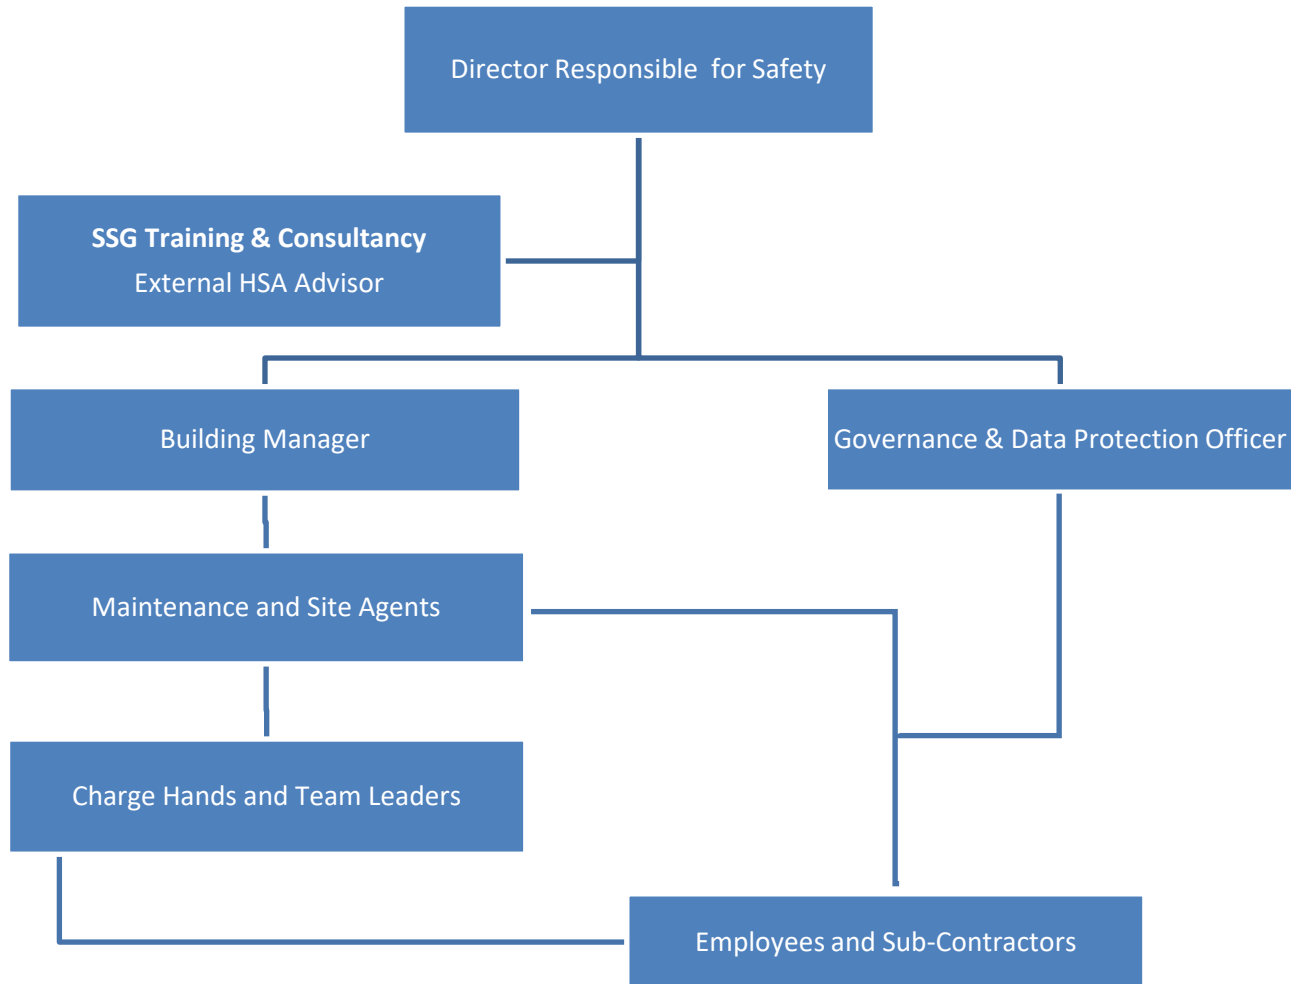 Director Responsible  for Safety
SSG Training & Consultancy
External HSA Advisor
Building Manager
Governance & Data Protection Officer
Maintenance and Site Agents
Charge Hands and Team Leaders
Employees and Sub-Contractors